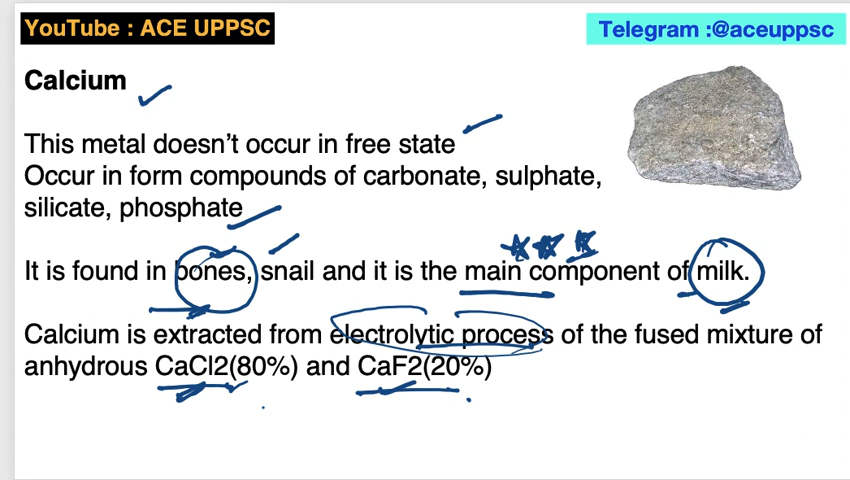 YouTube : ACE UPPSC
Telegram :@aceuppsc
Calcium
This metal doesn't occur in free state
Occur in form compounds of carbonate, sulphate,
silicate, phosphate
It is found in bones, snail and it is the main component of milk.
Calcium is extracted from electrolytic process of the fused mixture of
anhydrous CaCl2(80%) and CaF2(20%)